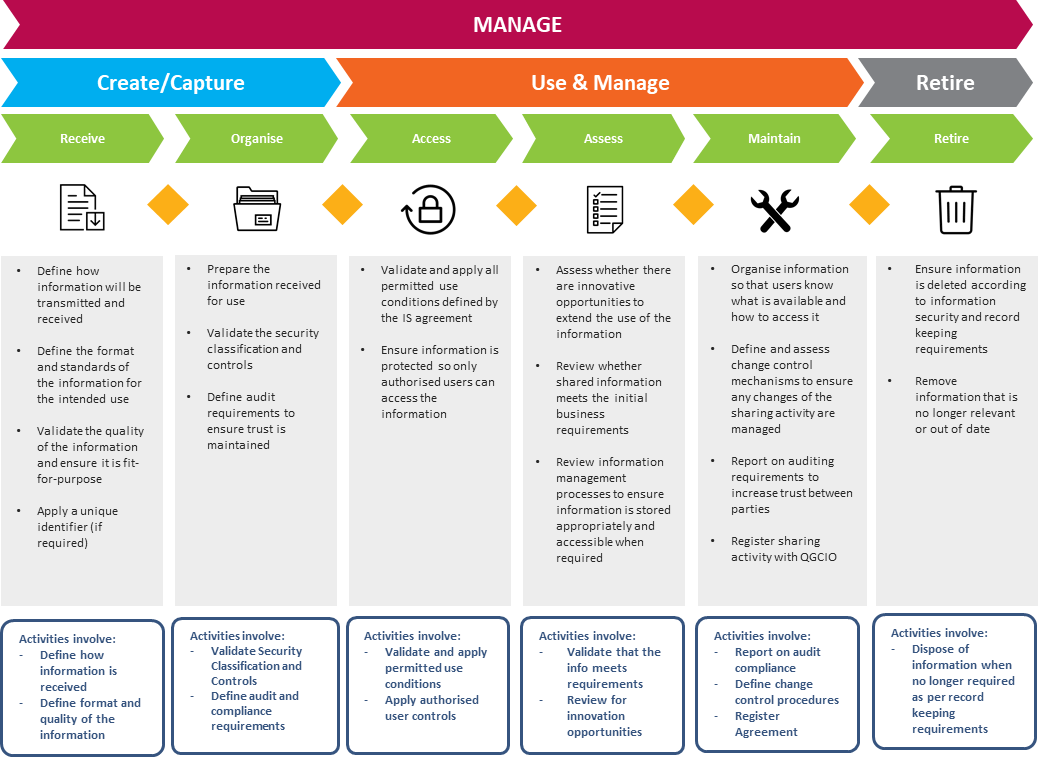 MANAGE
Create/Capture
Use & Manage
Retire
Receive
Organise
Access
Assess
Maintain
Retire
• Define how
information will be
transmitted and
received
• Define the format
and standards of
the information for
the intended use
• Validate the quality
of the information
and ensure it is fit-
for-purpose
• Apply a unique
identifier (if
required)
• Prepare the
information received
for use
• Validate the security
classification and
controls
• Define audit
requirements to
ensure trust is
maintained
• Validate and apply all
permitted use
conditions defined by
the IS agreement
• Ensure information is
protected so only
authorised users can
access the
information
• Assess whether there
are innovative
opportunities to
extend the use of the
information
• Review whether
shared information
meets the initial
business
requirements
• Review information
management
processes to ensure
information is stored
appropriately and
accessible when
required
• Organise information
so that users know
what is available and
how to access it
• Define and assess
change control
mechanisms to ensure
any changes of the
sharing activity are
managed
• Report on auditing
requirements to
increase trust between
parties
• Register sharing
activity with QGCIO
• Ensure information
is deleted according
to information
security and record
keeping
requirements
• Remove
information that is
no longer relevant
or out of date
Activities involve:
- Define how
information is
received
- Define format and
quality of the
information
Activities involve:
- Validate Security
Classification and
Controls
- Define audit and
compliance
requirements
Activities involve:
- Validate and apply
permitted use
conditions
- Apply authorised
user controls
Activities involve:
- Validate that the
info meets
requirements
- Review for
innovation
opportunities
Activities involve:
- Report on audit
compliance
- Define change
control procedures
- Register
Agreement
Activities involve:
- Dispose of
information when
no longer required
as per record
keeping
requirements